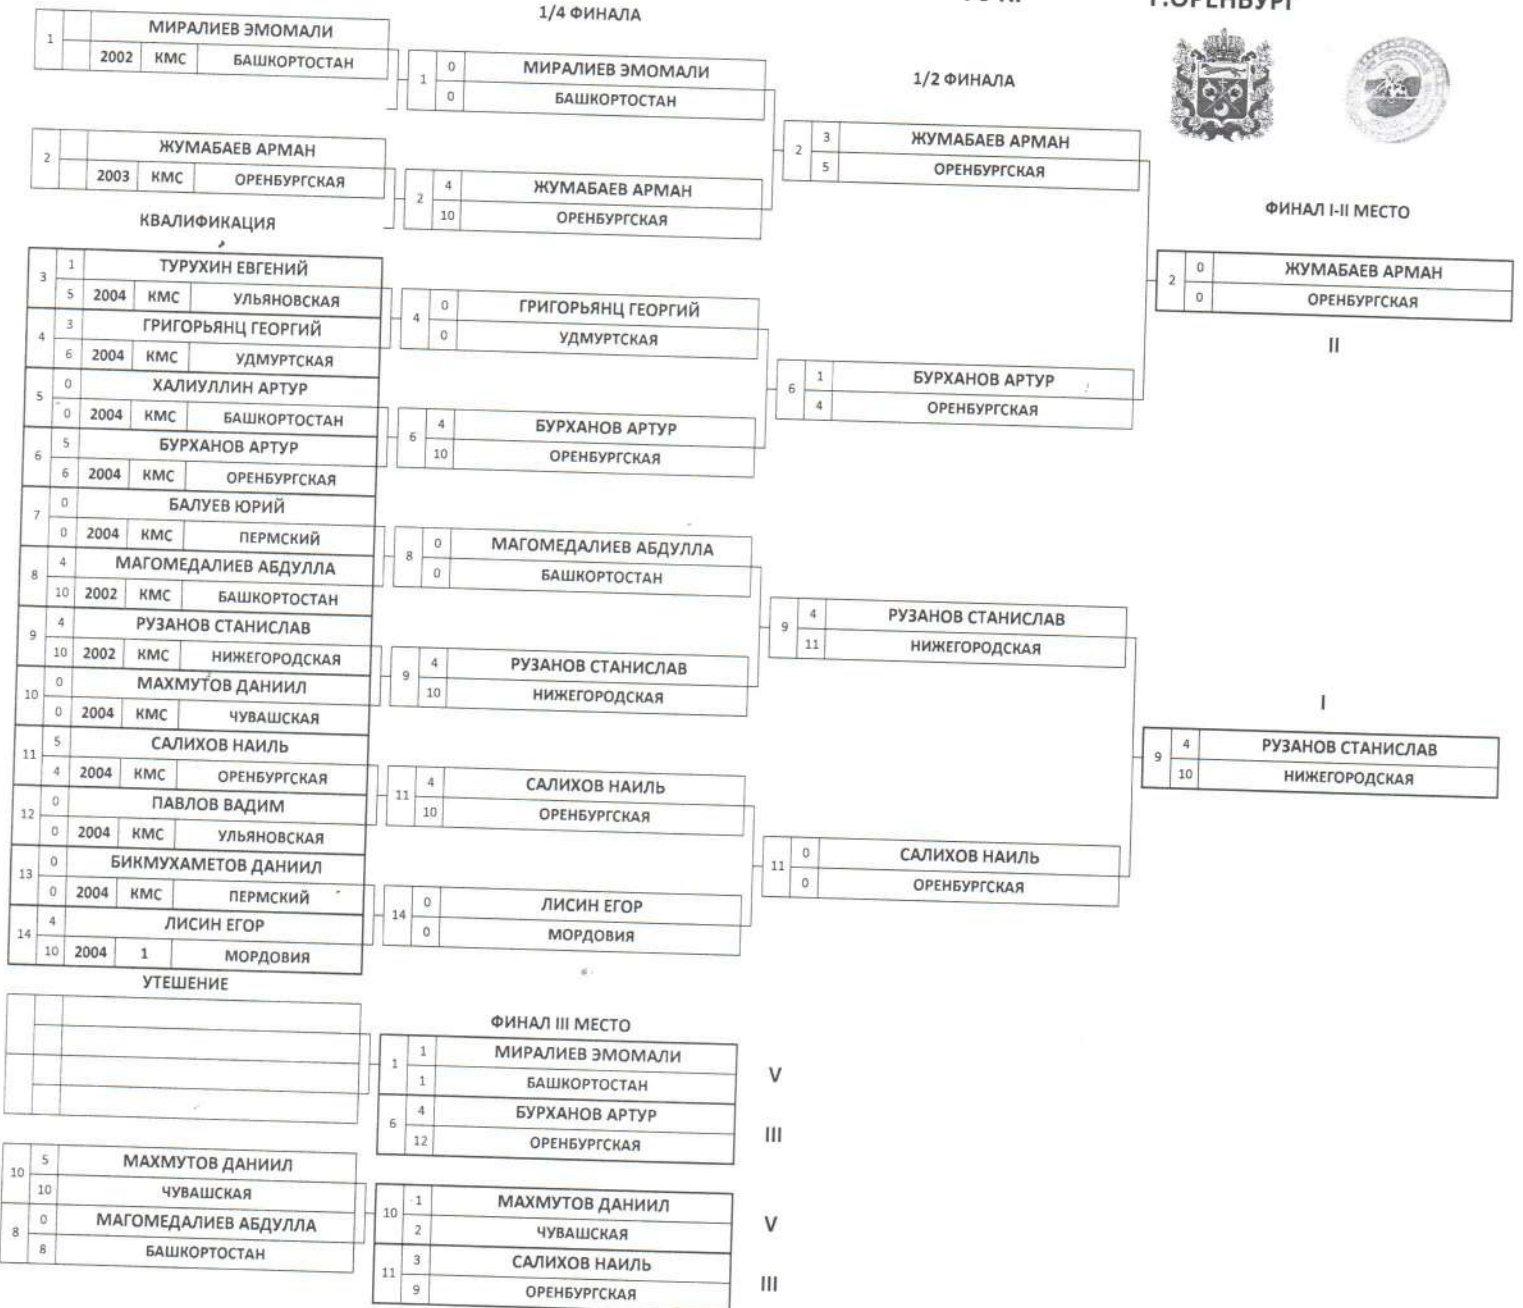 1/4 ФИНАЛА
Г.ОРЕНБУРГ
1 МИРАЛИЕВ ЭМОМАЛИ
2002 КМС БАШКОРТОСТАН
1 0 МИРАЛИЕВ ЭМОМАЛИ
0 БАШКОРТОСТАН
1/2 ФИНАЛА
2 ЖУМАБАЕВ АРМАН
2003 КМС ОРЕНБУРГСКАЯ
2 4 ЖУМАБАЕВ АРМАН
10 ОРЕНБУРГСКАЯ
2 3 ЖУМАБАЕВ АРМАН
5 ОРЕНБУРГСКАЯ
ФИНАЛ I-II МЕСТО
2 0 ЖУМАБАЕВ АРМАН
0 ОРЕНБУРГСКАЯ
II
КВАЛИФИКАЦИЯ
3 1 ТУРУХИН ЕВГЕНИЙ
5 2004 КМС УЛЬЯНОВСКАЯ
4 3 ГРИГОРЬЯНЦ ГЕОРГИЙ
6 2004 КМС УДМУРТСКАЯ
5 0 ХАЛИУЛЛИН АРТУР
0 2004 КМС БАШКОРТОСТАН
6 5 БУРХАНОВ АРТУР
6 2004 КМС ОРЕНБУРГСКАЯ
7 0 БАЛУЕВ ЮРИЙ
0 2004 КМС ПЕРМСКИЙ
8 4 МАГОМЕДАЛИЕВ АБДУЛЛА
10 2002 КМС БАШКОРТОСТАН
9 4 РУЗАНОВ СТАНИСЛАВ
10 2002 КМС НИЖЕГОРОДСКАЯ
10 0 МАХМУТОВ ДАНИИЛ
0 2004 КМС ЧУВАШСКАЯ
11 5 САЛИХОВ НАИЛЬ
4 2004 КМС ОРЕНБУРГСКАЯ
12 0 ПАВЛОВ ВАДИМ
0 2004 КМС УЛЬЯНОВСКАЯ
13 0 БИКМУХАМЕТОВ ДАНИИЛ
0 2004 КМС ПЕРМСКИЙ
14 4 ЛИСИН ЕГОР
10 2004 1 МОРДОВИЯ
4 0 ГРИГОРЬЯНЦ ГЕОРГИЙ
0 УДМУРТСКАЯ
6 4 БУРХАНОВ АРТУР
10 ОРЕНБУРГСКАЯ
8 0 МАГОМЕДАЛИЕВ АБДУЛЛА
0 БАШКОРТОСТАН
9 4 РУЗАНОВ СТАНИСЛАВ
10 НИЖЕГОРОДСКАЯ
11 4 САЛИХОВ НАИЛЬ
10 ОРЕНБУРГСКАЯ
14 0 ЛИСИН ЕГОР
0 МОРДОВИЯ
6 1 БУРХАНОВ АРТУР
4 ОРЕНБУРГСКАЯ
9 4 РУЗАНОВ СТАНИСЛАВ
11 НИЖЕГОРОДСКАЯ
11 0 САЛИХОВ НАИЛЬ
0 ОРЕНБУРГСКАЯ
I
9 4 РУЗАНОВ СТАНИСЛАВ
10 НИЖЕГОРОДСКАЯ
УТЕШЕНИЕ
10 5 МАХМУТОВ ДАНИИЛ
10 ЧУВАШСКАЯ
8 0 МАГОМЕДАЛИЕВ АБДУЛЛА
8 БАШКОРТОСТАН
ФИНАЛ III МЕСТО
1 1 МИРАЛИЕВ ЭМОМАЛИ
1 БАШКОРТОСТАН
V
6 4 БУРХАНОВ АРТУР
12 ОРЕНБУРГСКАЯ
III
10 1 МАХМУТОВ ДАНИИЛ
2 ЧУВАШСКАЯ
V
11 3 САЛИХОВ НАИЛЬ
9 ОРЕНБУРГСКАЯ
III